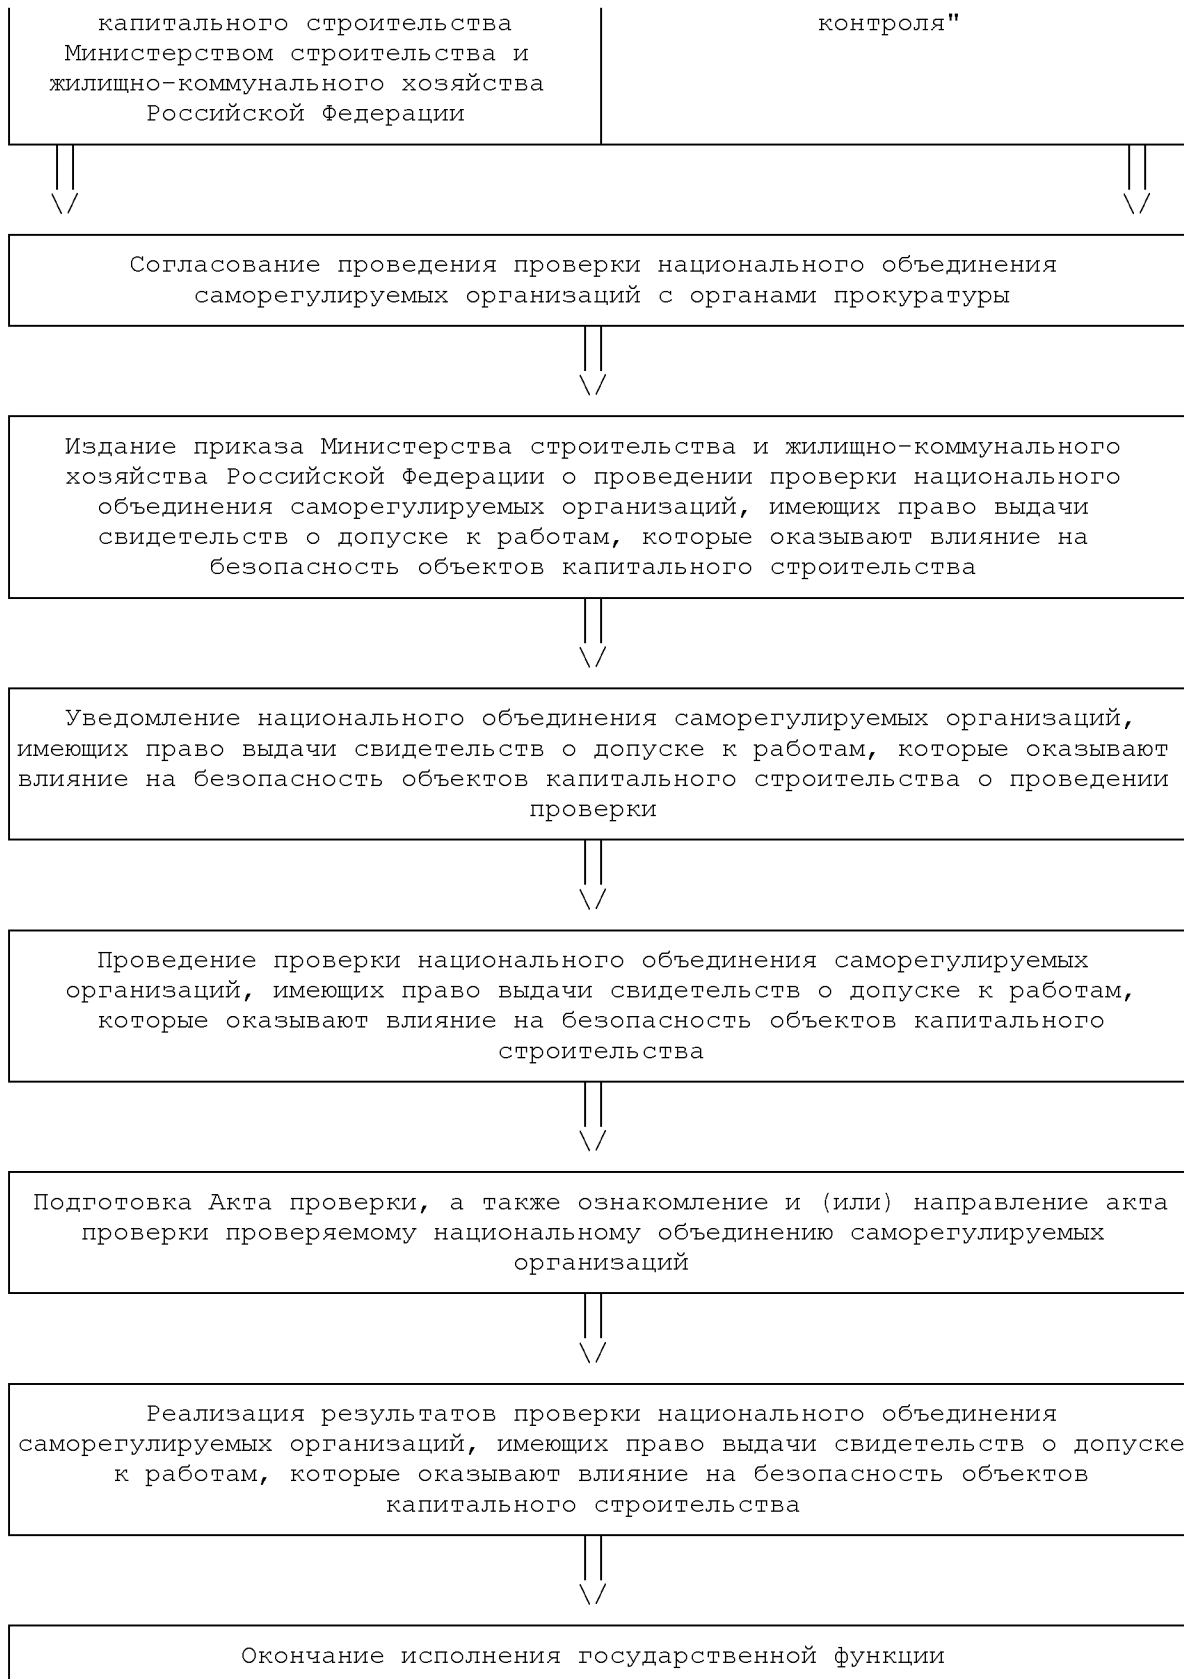 капитального строительства
Министерством строительства и
жилищно-коммунального хозяйства
Российской Федерации
контроля"
Согласование проведения проверки национального объединения
саморегулируемых организаций с органами прокуратуры
Издание приказа Министерства строительства и жилищно-коммунального
хозяйства Российской Федерации о проведении проверки национального
объединения саморегулируемых организаций, имеющих право выдачи
свидетельств о допуске к работам, которые оказывают влияние на
безопасность объектов капитального строительства
Уведомление национального объединения саморегулируемых организаций,
имеющих право выдачи свидетельств о допуске к работам, которые оказывают
влияние на безопасность объектов капитального строительства о проведении
проверки
Проведение проверки национального объединения саморегулируемых
организаций, имеющих право выдачи свидетельств о допуске к работам,
которые оказывают влияние на безопасность объектов капитального
строительства
Подготовка Акта проверки, а также ознакомление и (или) направление акта
проверки проверяемому национальному объединению саморегулируемых
организаций
Реализация результатов проверки национального объединения
саморегулируемых организаций, имеющих право выдачи свидетельств о допуске
к работам, которые оказывают влияние на безопасность объектов
капитального строительства
Окончание исполнения государственной функции